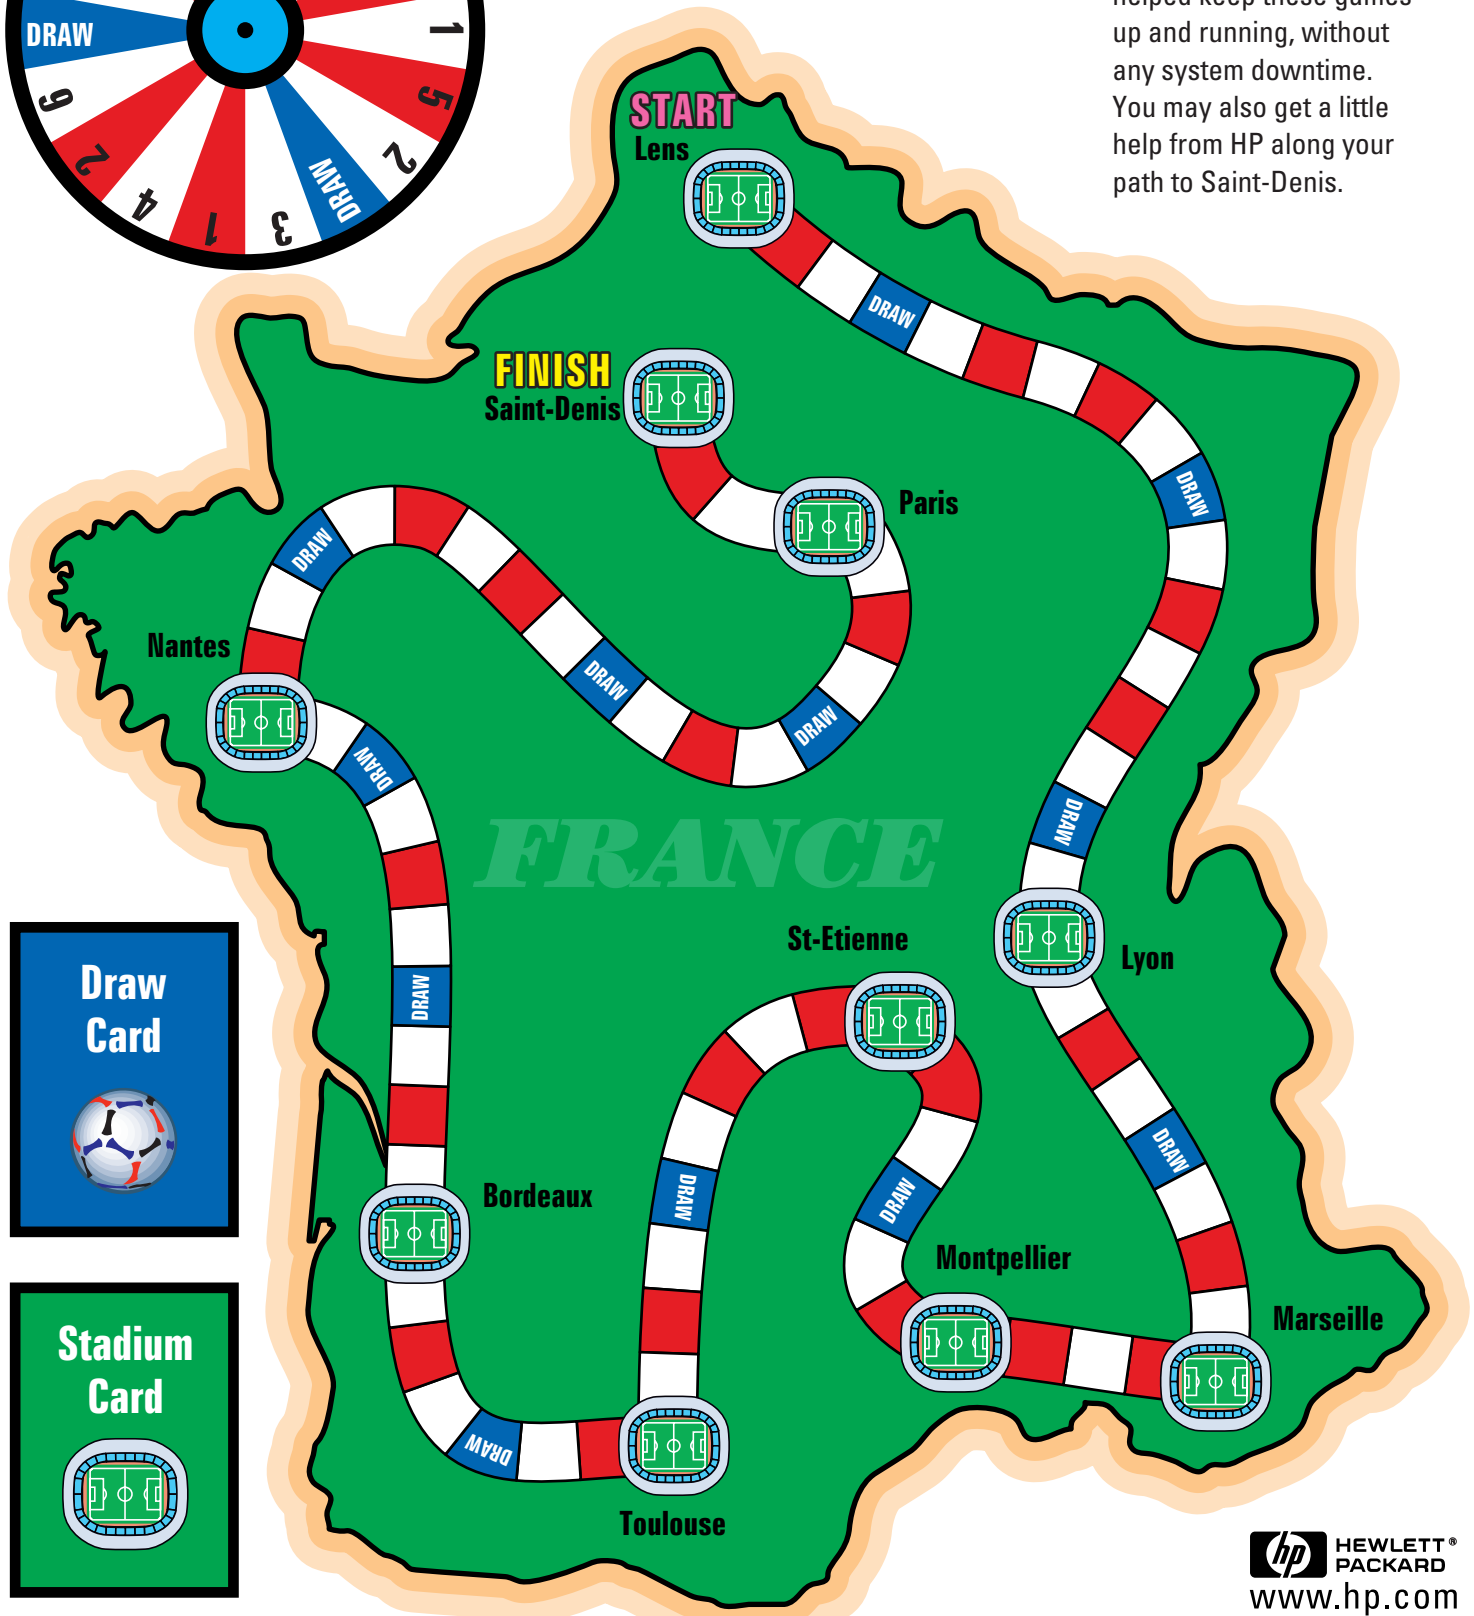 helped keep these games
up and running, without
any system downtime.
You may also get a little
help from HP along your
path to Saint-Denis.
DRAW
1
5
2
DRAW
3
1
4
2
6
START
Lens
DRAW
FINISH
Saint-Denis
DRAW
Paris
DRAW
Nantes
DRAW
DRAW
DRAW
DRAW
FRANCE
St-Etienne
Lyon
Draw
Card
DRAW
DRAW
DRAW
DRAW
Bordeaux
Montpellier
Marseille
Stadium
Card
DRAW
Toulouse
hp HEWLETT®
PACKARD
www.hp.com